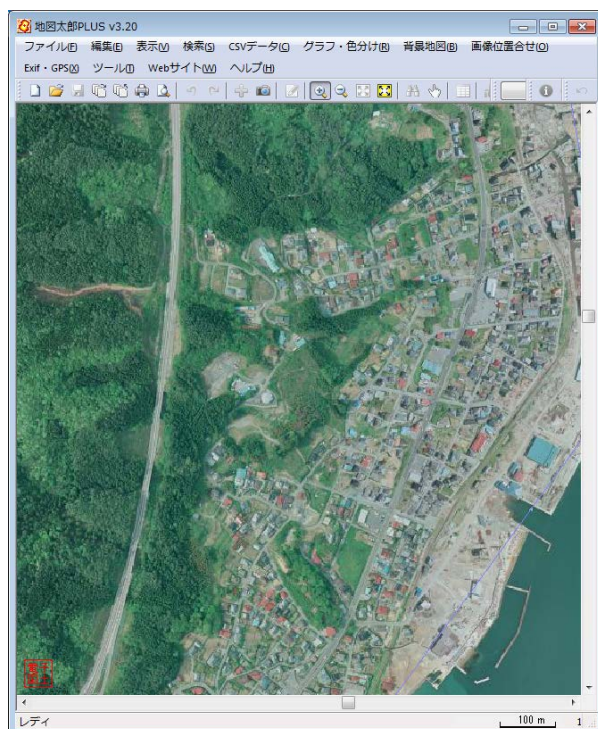 地図太郎PLUS v3.20
ファイル(F) 編集(E) 表示(V) 検索(S) CSVデータ(C) グラフ・色分け(R) 背景地図(B) 画像位置合せ(O)
Exif・GPS(X) ツール(T) Webサイト(W) ヘルプ(H)
レディ 100 m 1